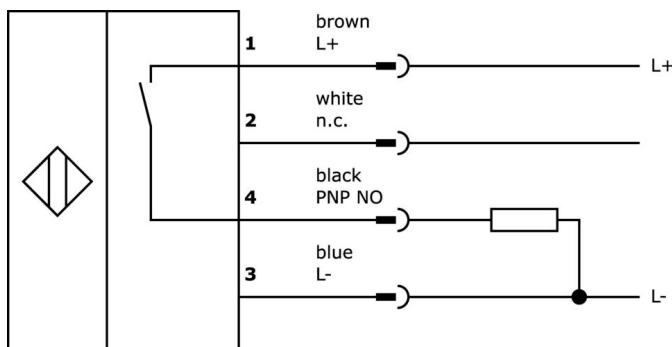 brown
1 L+ L+
white
2 n.c.
black
4 PNP NO
blue
3 L- L-